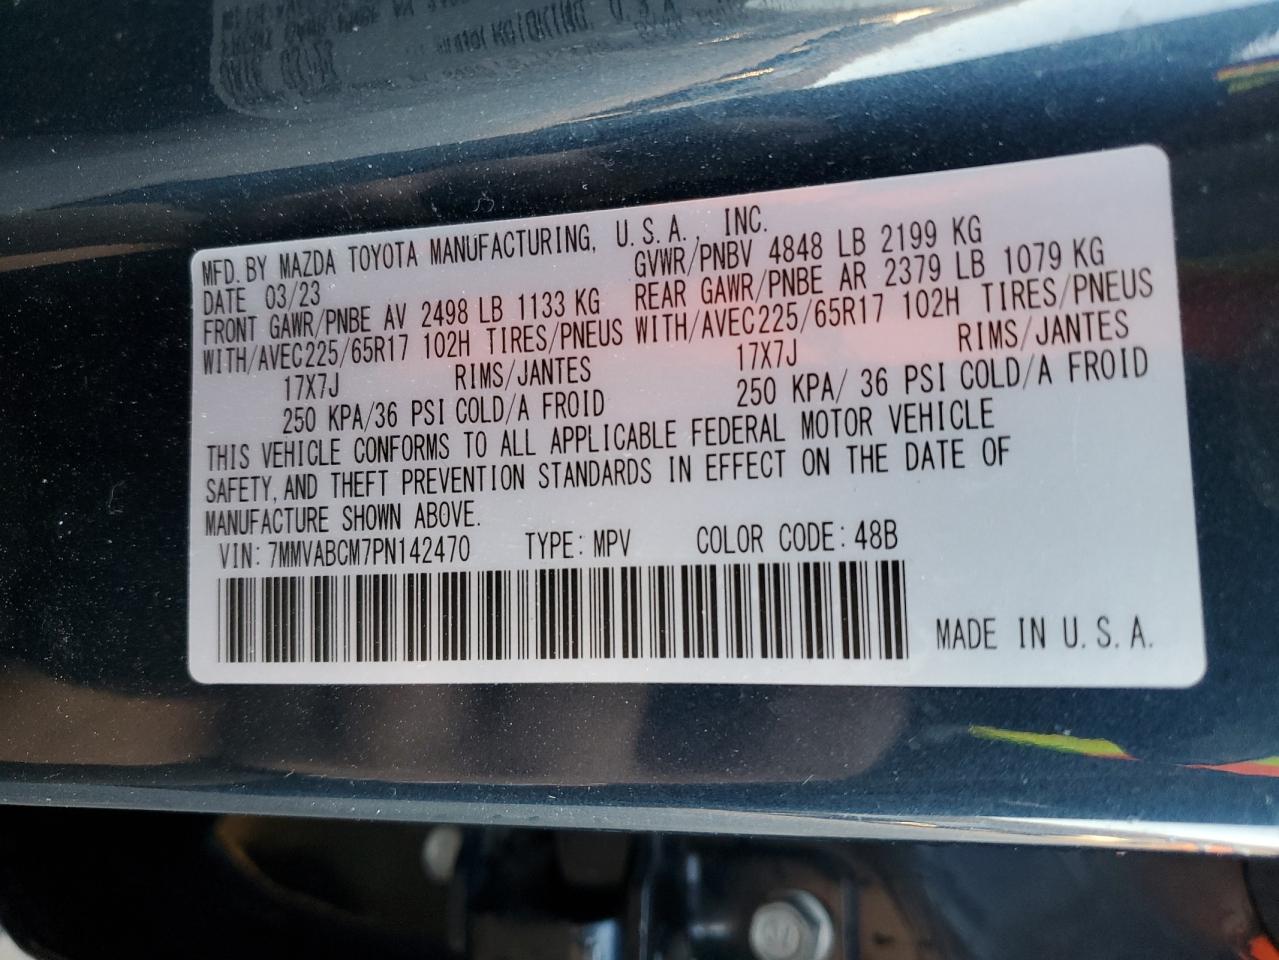 MFD. BY MAZDA TOYOTA MANUFACTURING, U. S. A., INC.
DATE 03/23 GVWR/PNBV 4848 LB 2199 KG
FRONT GAWR/PNBE AV 2498 LB 1133 KG REAR GAWR/PNBE AR 2379 LB 1079 KG
WITH/AVEC225/65R17 102H TIRES/PNEUS WITH/AVEC225/65R17 102H TIRES/PNEUS
17X7J RIMS/JANTES 17X7J RIMS/JANTES
250 KPA/36 PSI COLD/A FROID 250 KPA/ 36 PSI COLD/A FROID
THIS VEHICLE CONFORMS TO ALL APPLICABLE FEDERAL MOTOR VEHICLE
SAFETY, AND THEFT PREVENTION STANDARDS IN EFFECT ON THE DATE OF
MANUFACTURE SHOWN ABOVE.
VIN: 7MMVABCM7PN142470 TYPE: MPV COLOR CODE: 48B
MADE IN U. S. A.